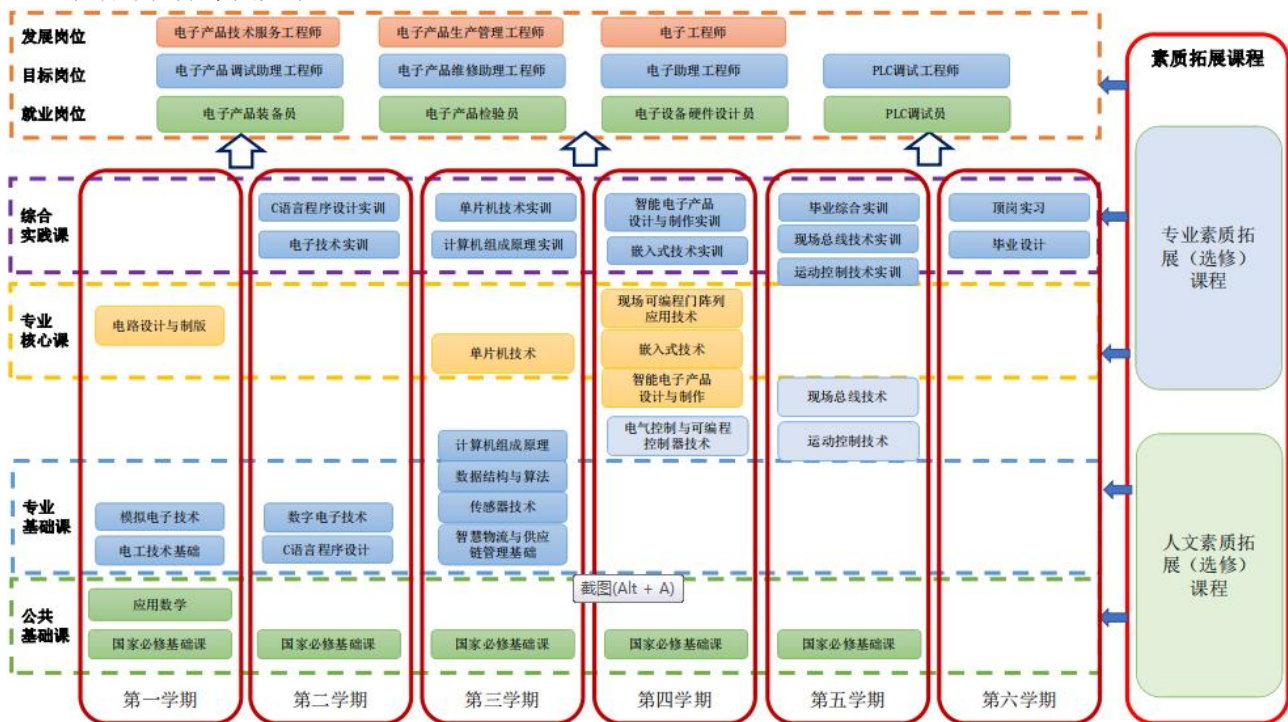 发展岗位
电子产品技术服务工程师
电子产品生产管理工程师
电子工程师
目标岗位
电子产品调试助理工程师
电子产品维修助理工程师
电子助理工程师
PLC调试工程师
就业岗位
电子产品装备员
电子产品检验员
电子设备硬件设计员
PLC调试员
素质拓展课程
综合
实践课
C语言程序设计实训
电子技术实训
单片机技术实训
计算机组成原理实训
智能电子产品
设计与制作实训
嵌入式技术实训
毕业综合实训
现场总线技术实训
运动控制技术实训
顶岗实习
毕业设计
专业素质拓
展（选修）
课程
专业
核心课
电路设计与制版
单片机技术
现场可编程门阵列
应用技术
嵌入式技术
智能电子产品
设计与制作
电气控制与可编程
控制器技术
现场总线技术
运动控制技术
专业
基础课
模拟电子技术
电工技术基础
数字电子技术
C语言程序设计
计算机组成原理
数据结构与算法
传感器技术
智慧物流与供应
链管理基础
人文素质拓
展（选修）
课程
截图(Alt + A)
公共
基础课
应用数学
国家必修基础课
国家必修基础课
国家必修基础课
国家必修基础课
国家必修基础课
第一学期
第二学期
第三学期
第四学期
第五学期
第六学期